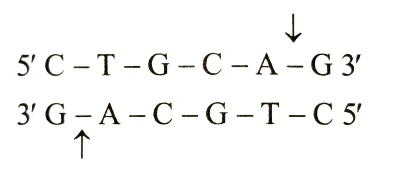 5′ C – T – G – C – A – G 3′
3′ G – A – C – G – T – C 5′